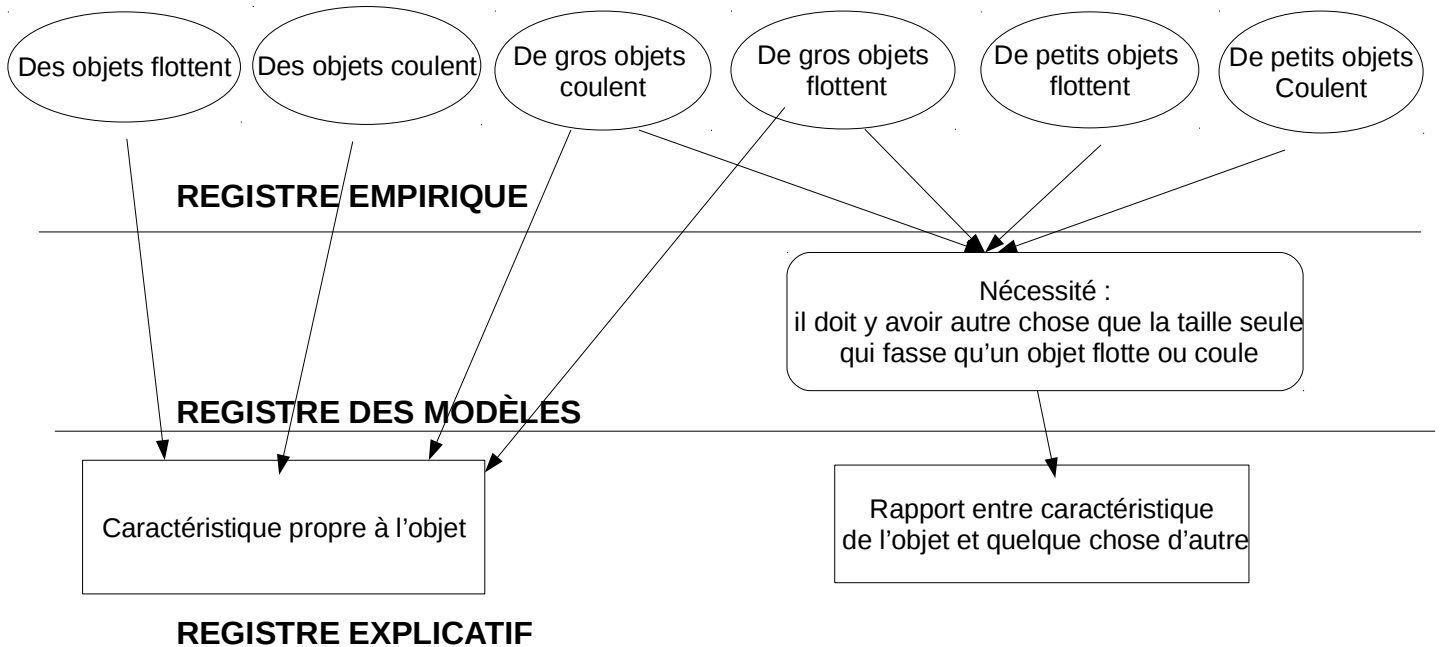 Des objets flottent
Des objets coulent
De gros objets
coulent
De gros objets
flottent
De petits objets
flottent
De petits objets
Coulent
REGISTRE EMPIRIQUE
Nécessité :
il doit y avoir autre chose que la taille seule
qui fasse qu’un objet flotte ou coule
REGISTRE DES MODÈLES
Caractéristique propre à l’objet
Rapport entre caractéristique
de l’objet et quelque chose d’autre
REGISTRE EXPLICATIF